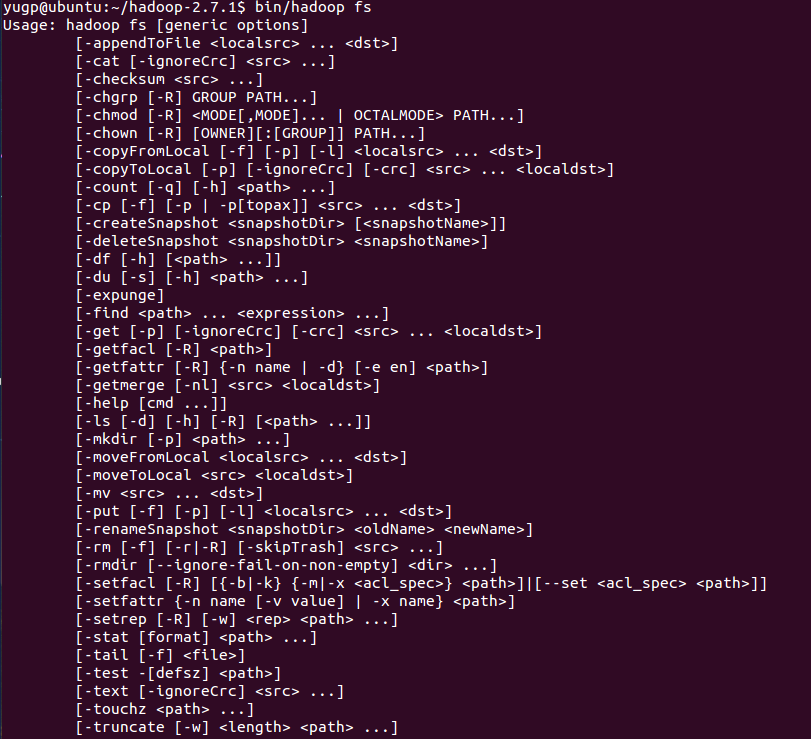 yugp@ubuntu:~/hadoop-2.7.1$ bin/hadoop fs
Usage: hadoop fs [generic options]
[-appendToFile <localsrc> ... <dst>]
[-cat [-ignoreCrc] <src> ...]
[-checksum <src> ...]
[-chgrp [-R] GROUP PATH...]
[-chmod [-R] <MODE[,MODE]... | OCTALMODE> PATH...]
[-chown [-R] [OWNER][:[GROUP]] PATH...]
[-copyFromLocal [-f] [-p] [-l] <localsrc> ... <dst>]
[-copyToLocal [-p] [-ignoreCrc] [-crc] <src> ... <localdst>]
[-count [-q] [-h] <path> ...]
[-cp [-f] [-p | -p[topax]] <src> ... <dst>]
[-createSnapshot <snapshotDir> [<snapshotName>]]
[-deleteSnapshot <snapshotDir> <snapshotName>]
[-df [-h] [<path> ...]]
[-du [-s] [-h] <path> ...]
[-expunge]
[-find <path> ... <expression> ...]
[-get [-p] [-ignoreCrc] [-crc] <src> ... <localdst>]
[-getfacl [-R] <path>]
[-getfattr [-R] {-n name | -d} [-e en] <path>]
[-getmerge [-nl] <src> <localdst>]
[-help [cmd ...]]
[-ls [-d] [-h] [-R] [<path> ...]]
[-mkdir [-p] <path> ...]
[-moveFromLocal <localsrc> ... <dst>]
[-moveToLocal <src> <localdst>]
[-mv <src> ... <dst>]
[-put [-f] [-p] [-l] <localsrc> ... <dst>]
[-renameSnapshot <snapshotDir> <oldName> <newName>]
[-rm [-f] [-r|-R] [-skipTrash] <src> ...]
[-rmdir [--ignore-fail-on-non-empty] <dir> ...]
[-setfacl [-R] [{-b|-k} {-m|-x <acl_spec>} <path>]|[--set <acl_spec> <path>]]
[-setfattr {-n name [-v value] | -x name} <path>]
[-setrep [-R] [-w] <rep> <path> ...]
[-stat [format] <path> ...]
[-tail [-f] <file>]
[-test -[defsz] <path>]
[-text [-ignoreCrc] <src> ...]
[-touchz <path> ...]
[-truncate [-w] <length> <path> ...]